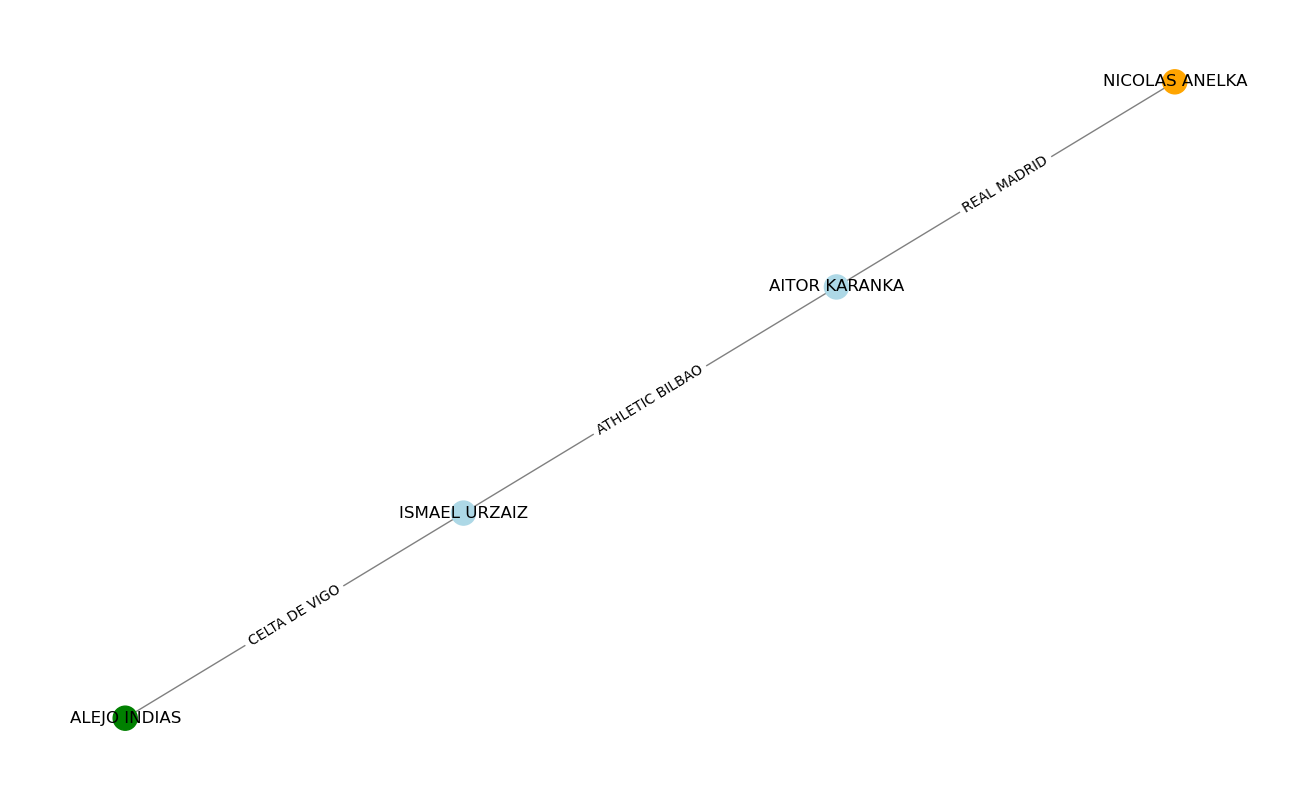 NICOLAS ANELKA
REAL MADRID
AITOR KARANKA
ATHLETIC BILBAO
ISMAEL URZAIZ
CELTA DE VIGO
ALEJO INDIAS